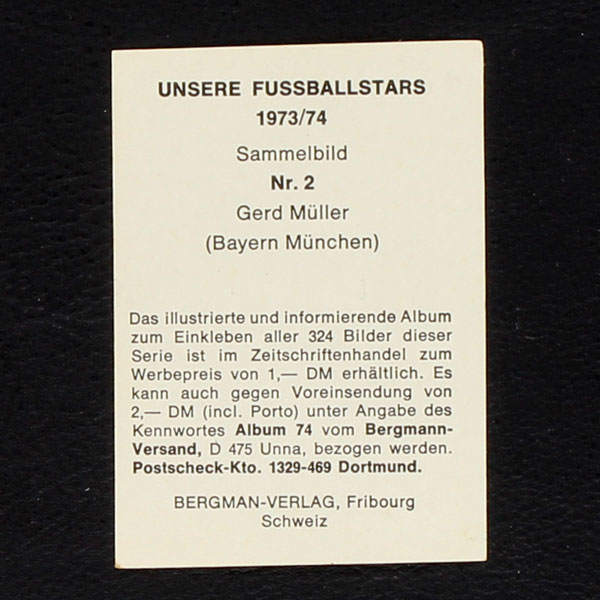 UNSERE FUSSBALLSTARS
1973/74
Sammelbild
Nr. 2
Gerd Müller
(Bayern München)
Das illustrierte und informierende Album
zum Einkleben aller 324 Bilder dieser
Serie ist im Zeitschriftenhandel zum
Werbepreis von 1,— DM erhältlich. Es
kann auch gegen Voreinsendung von
2,— DM (incl. Porto) unter Angabe des
Kennwortes Album 74 vom Bergmann-
Versand, D 475 Unna, bezogen werden.
Postscheck-Kto. 1329-469 Dortmund.
BERGMAN-VERLAG, Fribourg
Schweiz